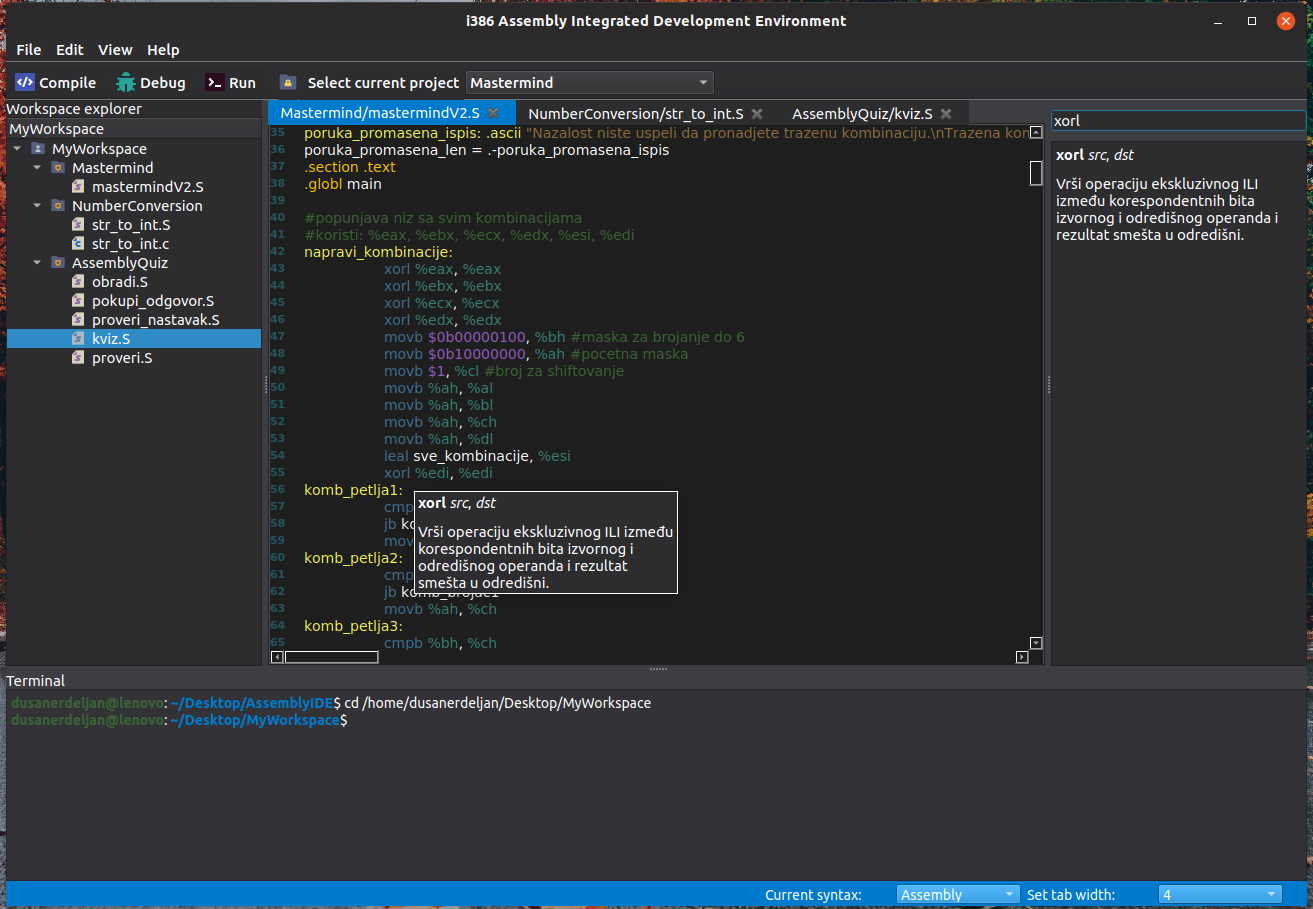 i386 Assembly Integrated Development Environment
File Edit View Help
Compile Debug Run Select current project Mastermind
Workspace explorer
MyWorkspace
MyWorkspace
Mastermind
mastermindV2.S
NumberConversion
str_to_int.S
str_to_int.c
AssemblyQuiz
obradi.S
pokupi_odgovor.S
proveri_nastavak.S
kviz.S
proveri.S
Mastermind/mastermindV2.S NumberConversion/str_to_int.S AssemblyQuiz/kviz.S
35 poruka_promasena_ispis: .ascii "Nazalost niste uspeli da pronadjete trazenu kombinaciju.\nTrazena kon
36 poruka_promasena_len = .-poruka_promasena_ispis
37 .section .text
38 .globl main
39
40 #popunjava niz sa svim kombinacijama
41 #koristi: %eax, %ebx, %ecx, %edx, %esi, %edi
42 napravi_kombinacije:
43 xorl %eax, %eax
44 xorl %ebx, %ebx
45 xorl %ecx, %ecx
46 xorl %edx, %edx
47 movb $0b00000100, %bh #maska za brojanje do 6
48 movb $0b10000000, %ah #pocetna maska
49 movb $1, %cl #broj za shiftovanje
50 movb %ah, %al
51 movb %ah, %bl
52 movb %ah, %ch
53 movb %ah, %dl
54 leal sve_kombinacije, %esi
55 xorl %edi, %edi
56 komb_petlja1:
57 cmp
58 jb
59 mov
60 komb_petlja2:
61 cmp
62 jb komb_brojac1
63 movb %ah, %ch
64 komb_petlja3:
65 cmpb %bh, %ch
xorl src, dst
Vrši operaciju ekskluzivnog ILI između
korespondentnih bita izvornog i
odredišnog operanda i rezultat
smešta u odredišni.
xorl
xorl src, dst
Vrši operaciju ekskluzivnog ILI
između korespondentnih bita
izvornog i odredišnog operanda i
rezultat smešta u odredišni.
Terminal
dusanerdeljan@lenovo:~/Desktop/AssemblyIDE$ cd /home/dusanerdeljan/Desktop/MyWorkspace
dusanerdeljan@lenovo:~/Desktop/MyWorkspace$
Current syntax: Assembly Set tab width: 4